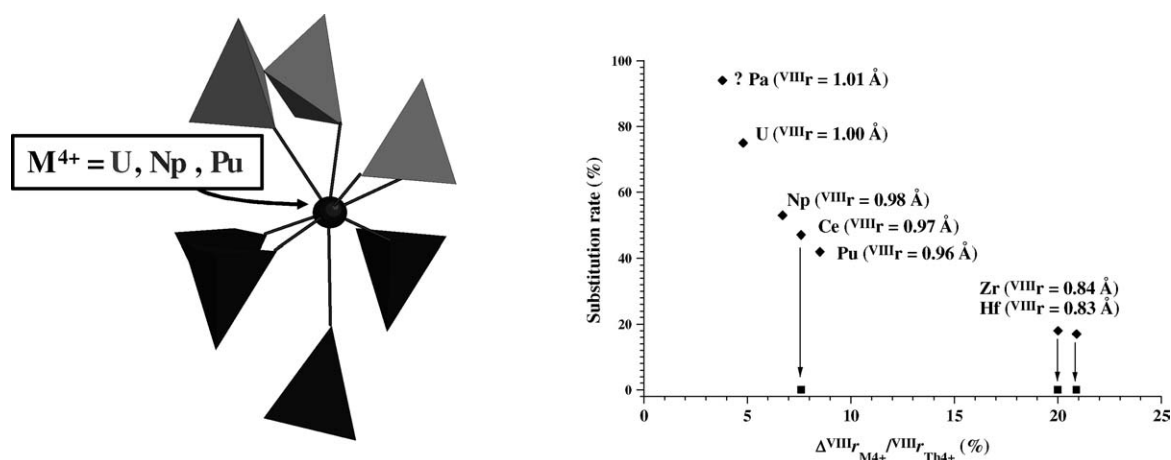 M⁴⁺ = U, Np , Pu
Substitution rate (%)
100
80
60
40
20
0
? Pa (ⱽᴵᴵᴵr = 1.01 Å)
U (ⱽᴵᴵᴵr = 1.00 Å)
Np (ⱽᴵᴵᴵr = 0.98 Å)
Ce (ⱽᴵᴵᴵr = 0.97 Å)
Pu (ⱽᴵᴵᴵr = 0.96 Å)
Zr (ⱽᴵᴵᴵr = 0.84 Å)
Hf (ⱽᴵᴵᴵr = 0.83 Å)
0 5 10 15 20 25
Δⱽᴵᴵᴵr_M4+/ⱽᴵᴵᴵr_Th4+ (%)